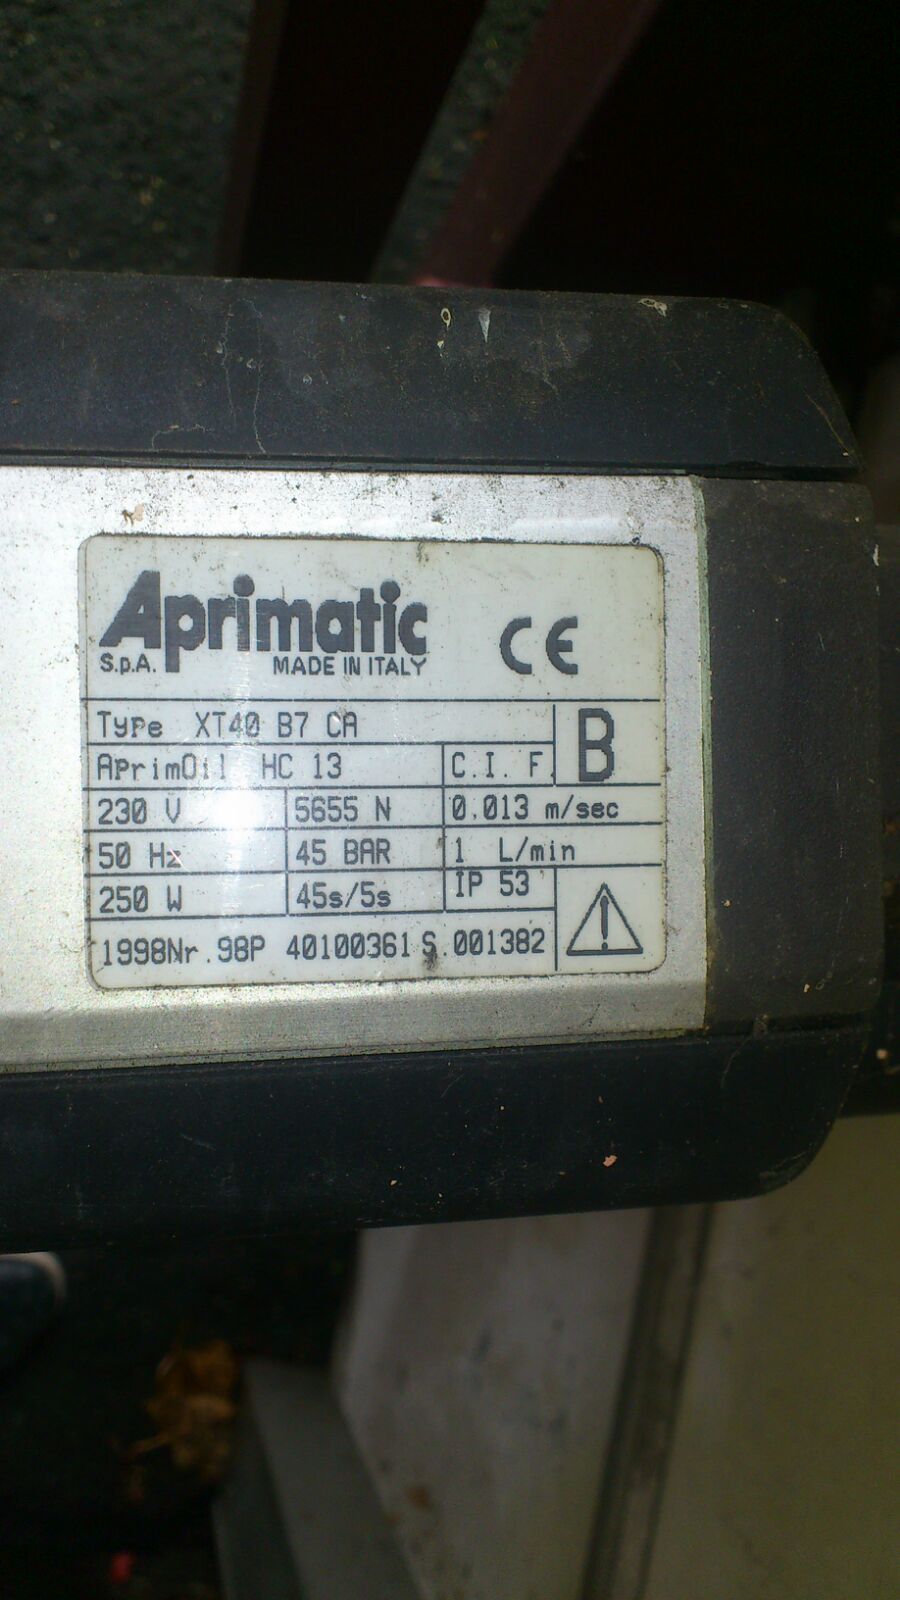 Aprimatic
S.p.A. MADE IN ITALY
CE
Type XT40 B7 CA
B
AprimOil HC 13 C.I.F.
230 V 5655 N 0.013 m/sec
50 Hz 45 BAR 1 L/min
250 W 45s/5s IP 53
1998Nr.98P 40100361 S.001382